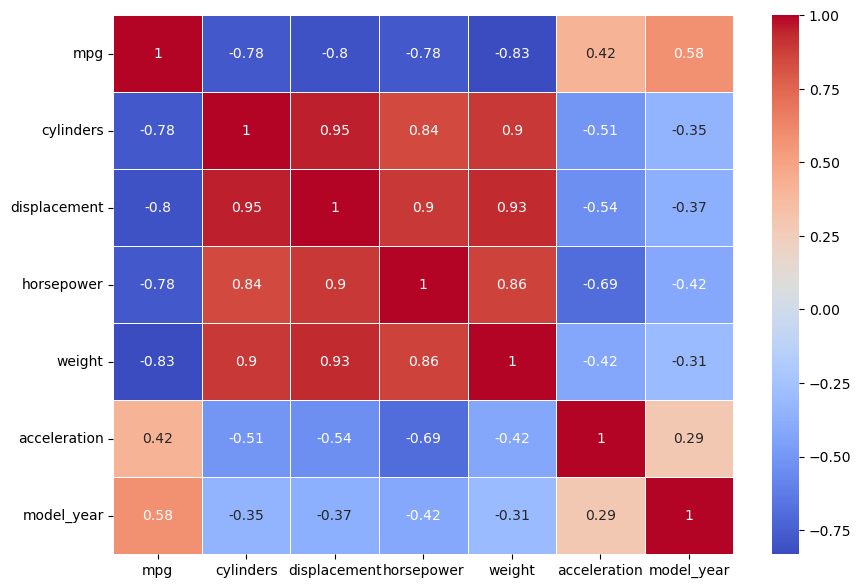 mpg 1 -0.78 -0.8 -0.78 -0.83 0.42 0.58
cylinders -0.78 1 0.95 0.84 0.9 -0.51 -0.35
displacement -0.8 0.95 1 0.9 0.93 -0.54 -0.37
horsepower -0.78 0.84 0.9 1 0.86 -0.69 -0.42
weight -0.83 0.9 0.93 0.86 1 -0.42 -0.31
acceleration 0.42 -0.51 -0.54 -0.69 -0.42 1 0.29
model_year 0.58 -0.35 -0.37 -0.42 -0.31 0.29 1
mpg cylinders displacement horsepower weight acceleration model_year
1.00
0.75
0.50
0.25
0.00
−0.25
−0.50
−0.75